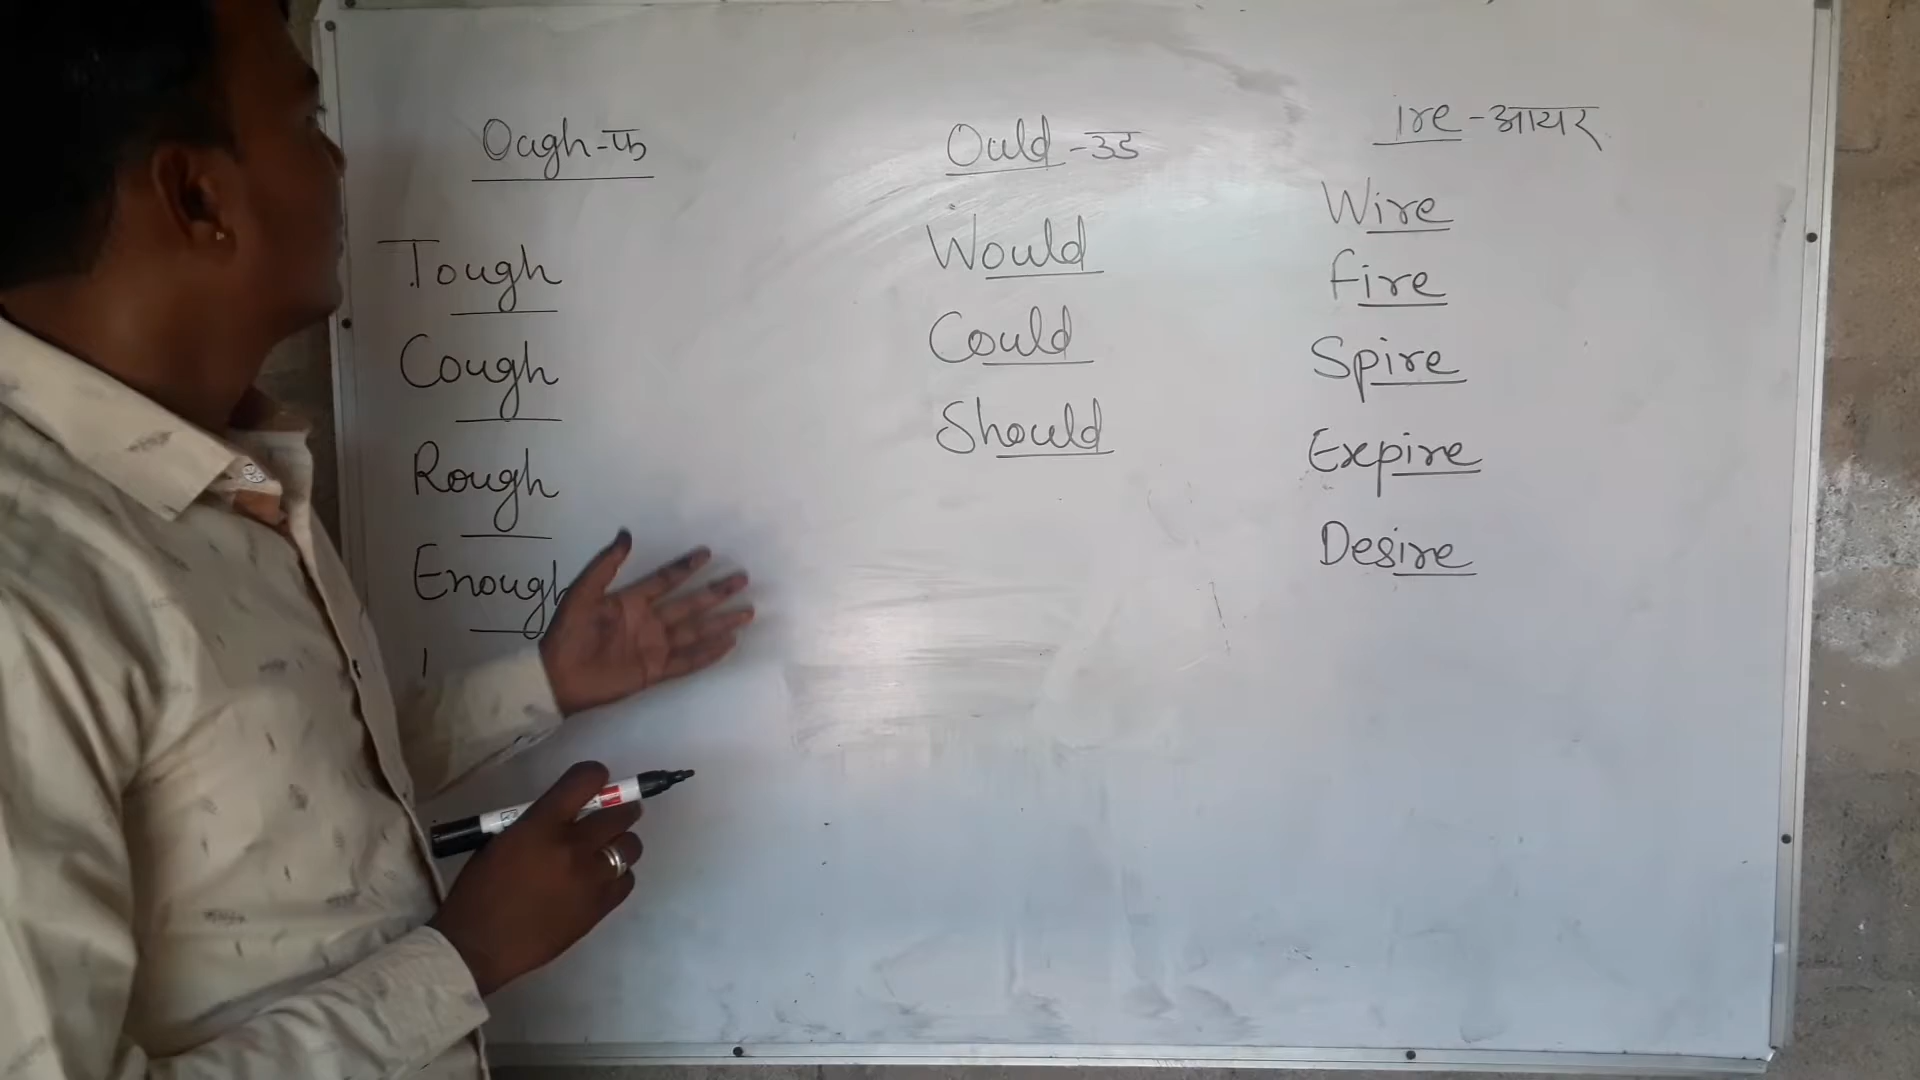 Ough-फ
Tough
Cough
Rough
Enough
Ould-उड
Would
Could
Should
ire-आयर
Wire
Fire
Spire
Expire
Desire